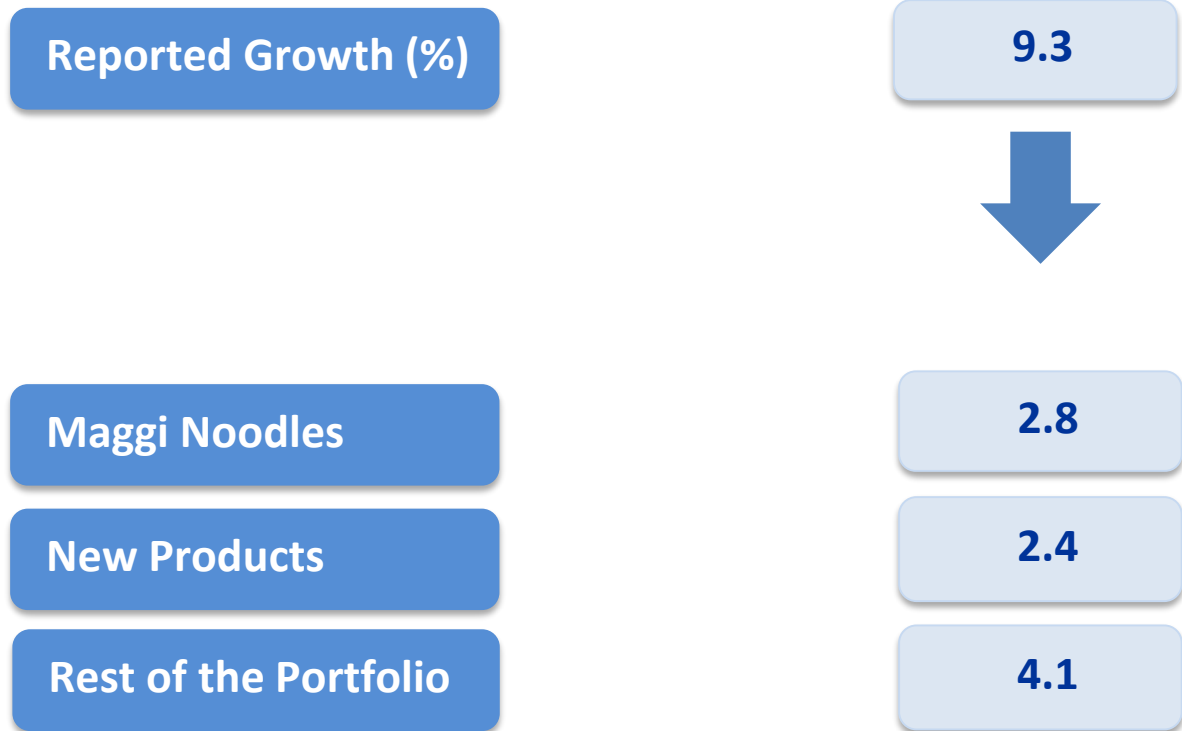 Reported Growth (%) 9.3
Maggi Noodles 2.8
New Products 2.4
Rest of the Portfolio 4.1